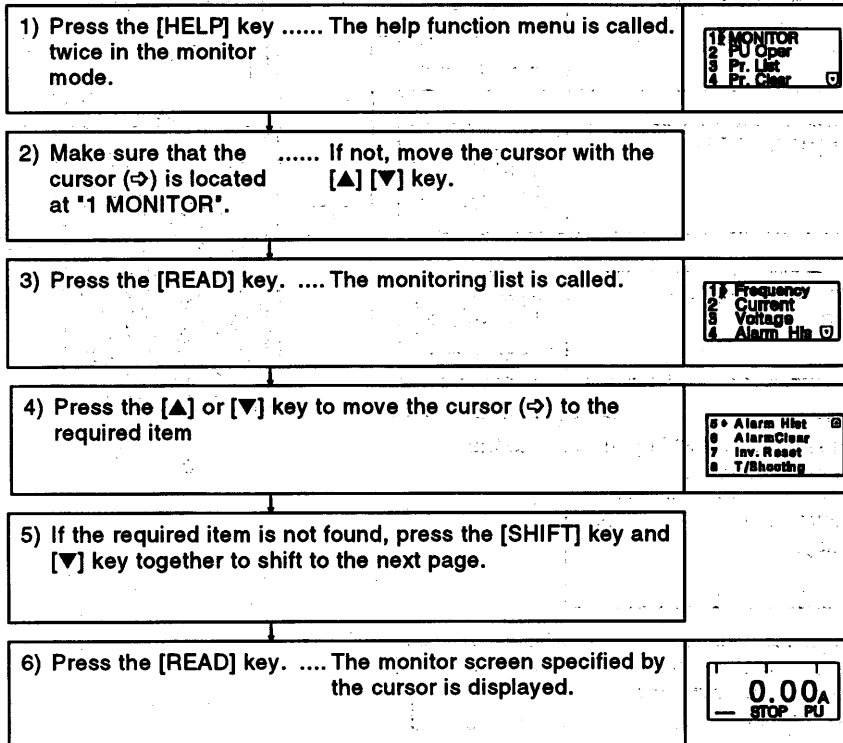 1) Press the [HELP] key ...... The help function menu is called.
twice in the monitor
mode.
1 MONITOR
2 PU Oper
3 Pr. List
4 Pr. Clear
2) Make sure that the ...... If not, move the cursor with the
cursor (⇨) is located [▲] [▼] key.
at "1 MONITOR".
3) Press the [READ] key. .... The monitoring list is called.
1 Frequency
2 Current
3 Voltage
4 Alarm His
4) Press the [▲] or [▼] key to move the cursor (⇨) to the
required item
5 Alarm Hist
6 AlarmClear
7 Inv. Reset
8 T/Shooting
5) If the required item is not found, press the [SHIFT] key and
[▼] key together to shift to the next page.
6) Press the [READ] key. .... The monitor screen specified by
the cursor is displayed.
0.00A
STOP PU